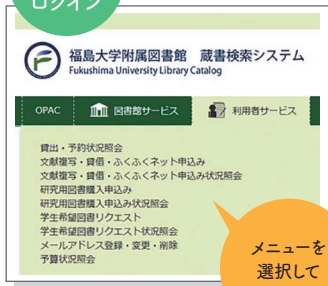 ログイン
福島大学附属図書館 蔵書検索システム
Fukushima University Library Catalog
OPAC 図書館サービス 利用者サービス
貸出・予約状況照会
文献複写・貸借・ふくふくネット申込み
文献複写・貸借・ふくふくネット申込み状況照会
研究用図書購入申込み
研究用図書購入申込み状況照会
学生希望図書リクエスト
学生希望図書リクエスト状況照会
メールアドレス登録・変更・削除
予算状況照会
メニューを
選択して